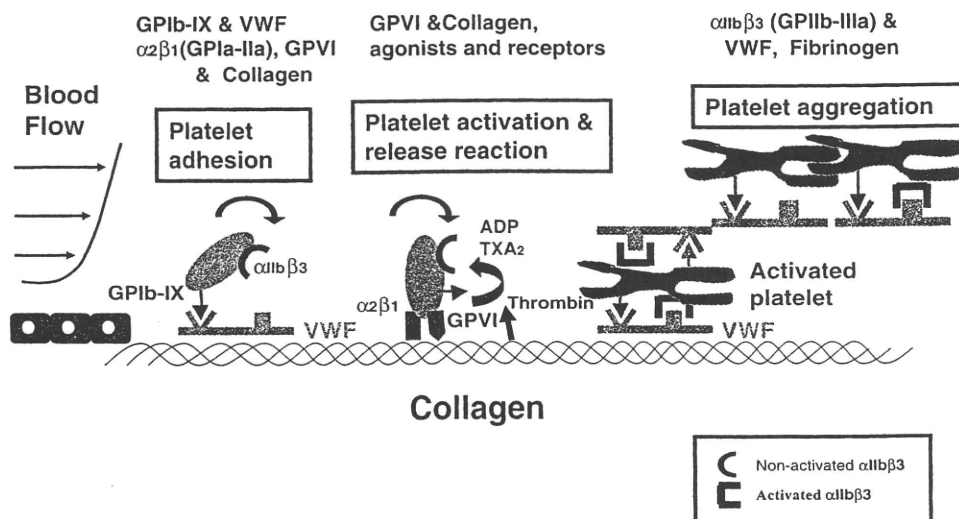 GPIb-IX & VWF
α2β1(GPIa-IIa), GPVI
& Collagen
GPVI &Collagen,
agonists and receptors
αIIbβ3 (GPIIb-IIIa) &
VWF, Fibrinogen
Blood
Flow
Platelet
adhesion
Platelet activation &
release reaction
Platelet aggregation
αIIbβ3
GPIb-IX
VWF
ADP
TXA2
α2β1
GPVI
Thrombin
Activated
platelet
VWF
Collagen
Non-activated αIIbβ3
Activated αIIbβ3